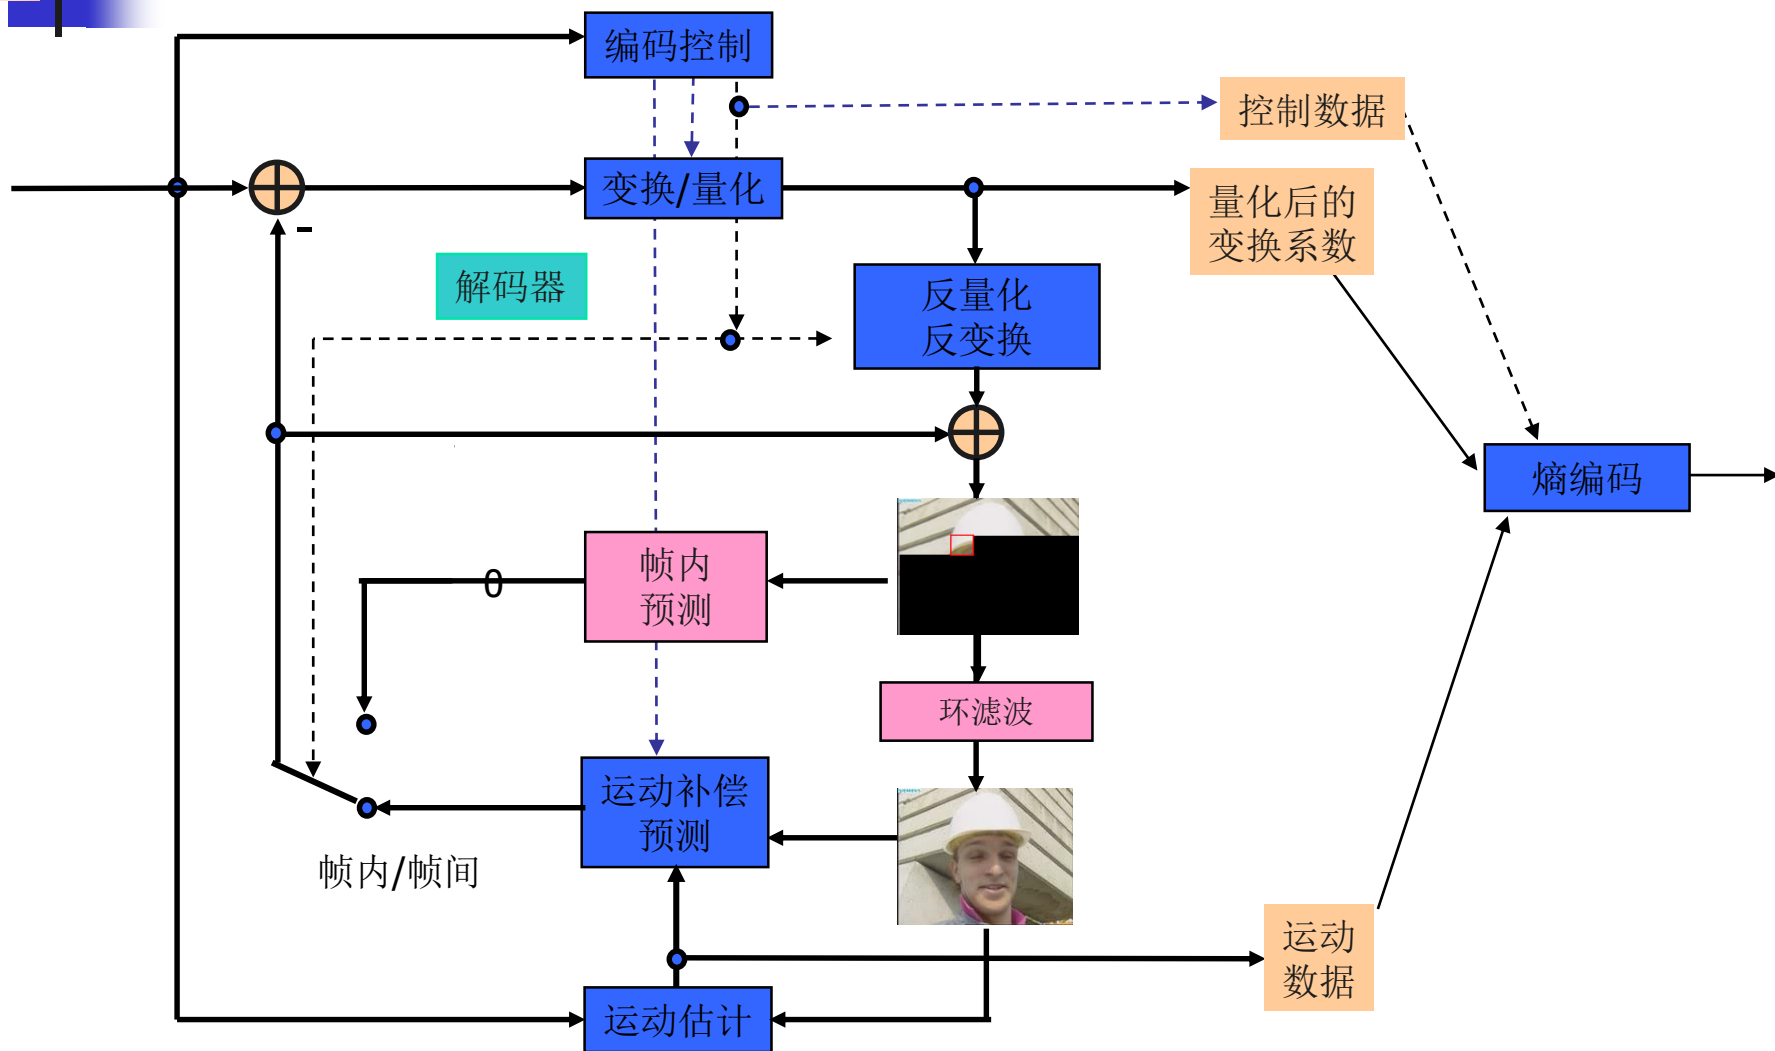 编码控制
控制数据
变换/量化
量化后的
变换系数
-
解码器
反量化
反变换
熵编码
帧内
预测
0
环滤波
运动补偿
预测
帧内/帧间
运动
数据
运动估计